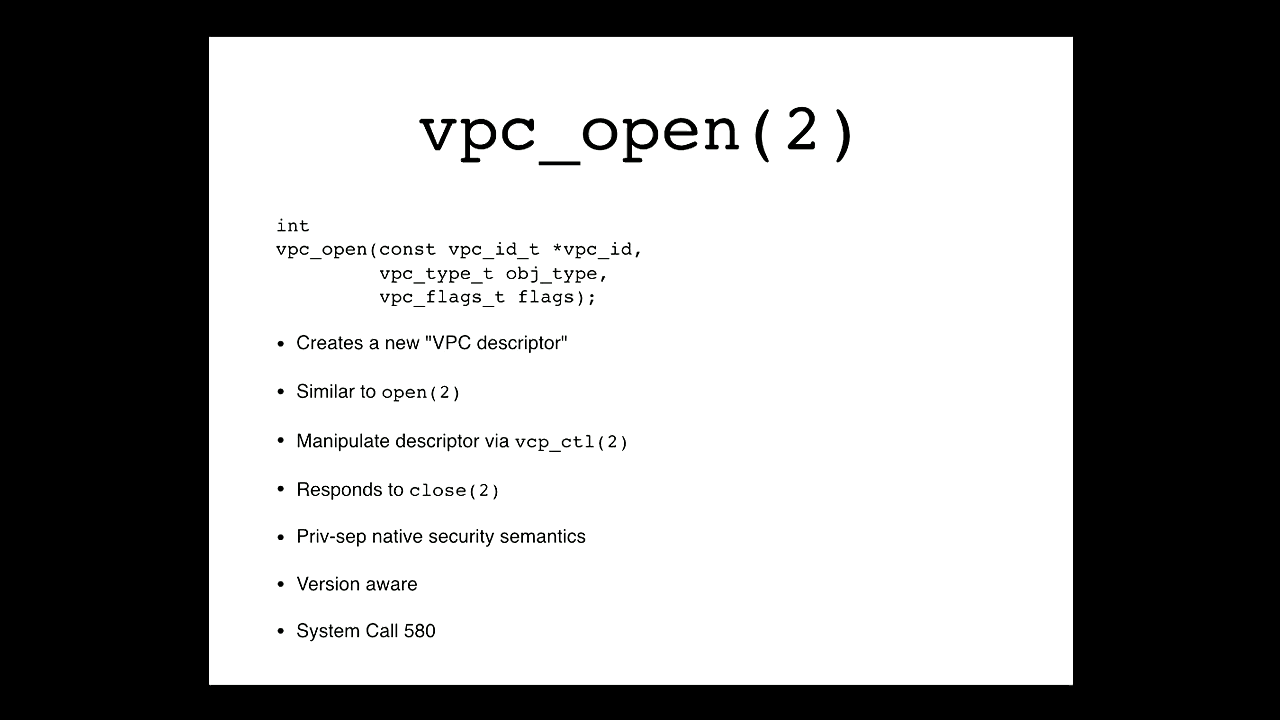 vpc_open(2)
int
vpc_open(const vpc_id_t *vpc_id,
         vpc_type_t obj_type,
         vpc_flags_t flags);
• Creates a new "VPC descriptor"
• Similar to open(2)
• Manipulate descriptor via vcp_ctl(2)
• Responds to close(2)
• Priv-sep native security semantics
• Version aware
• System Call 580